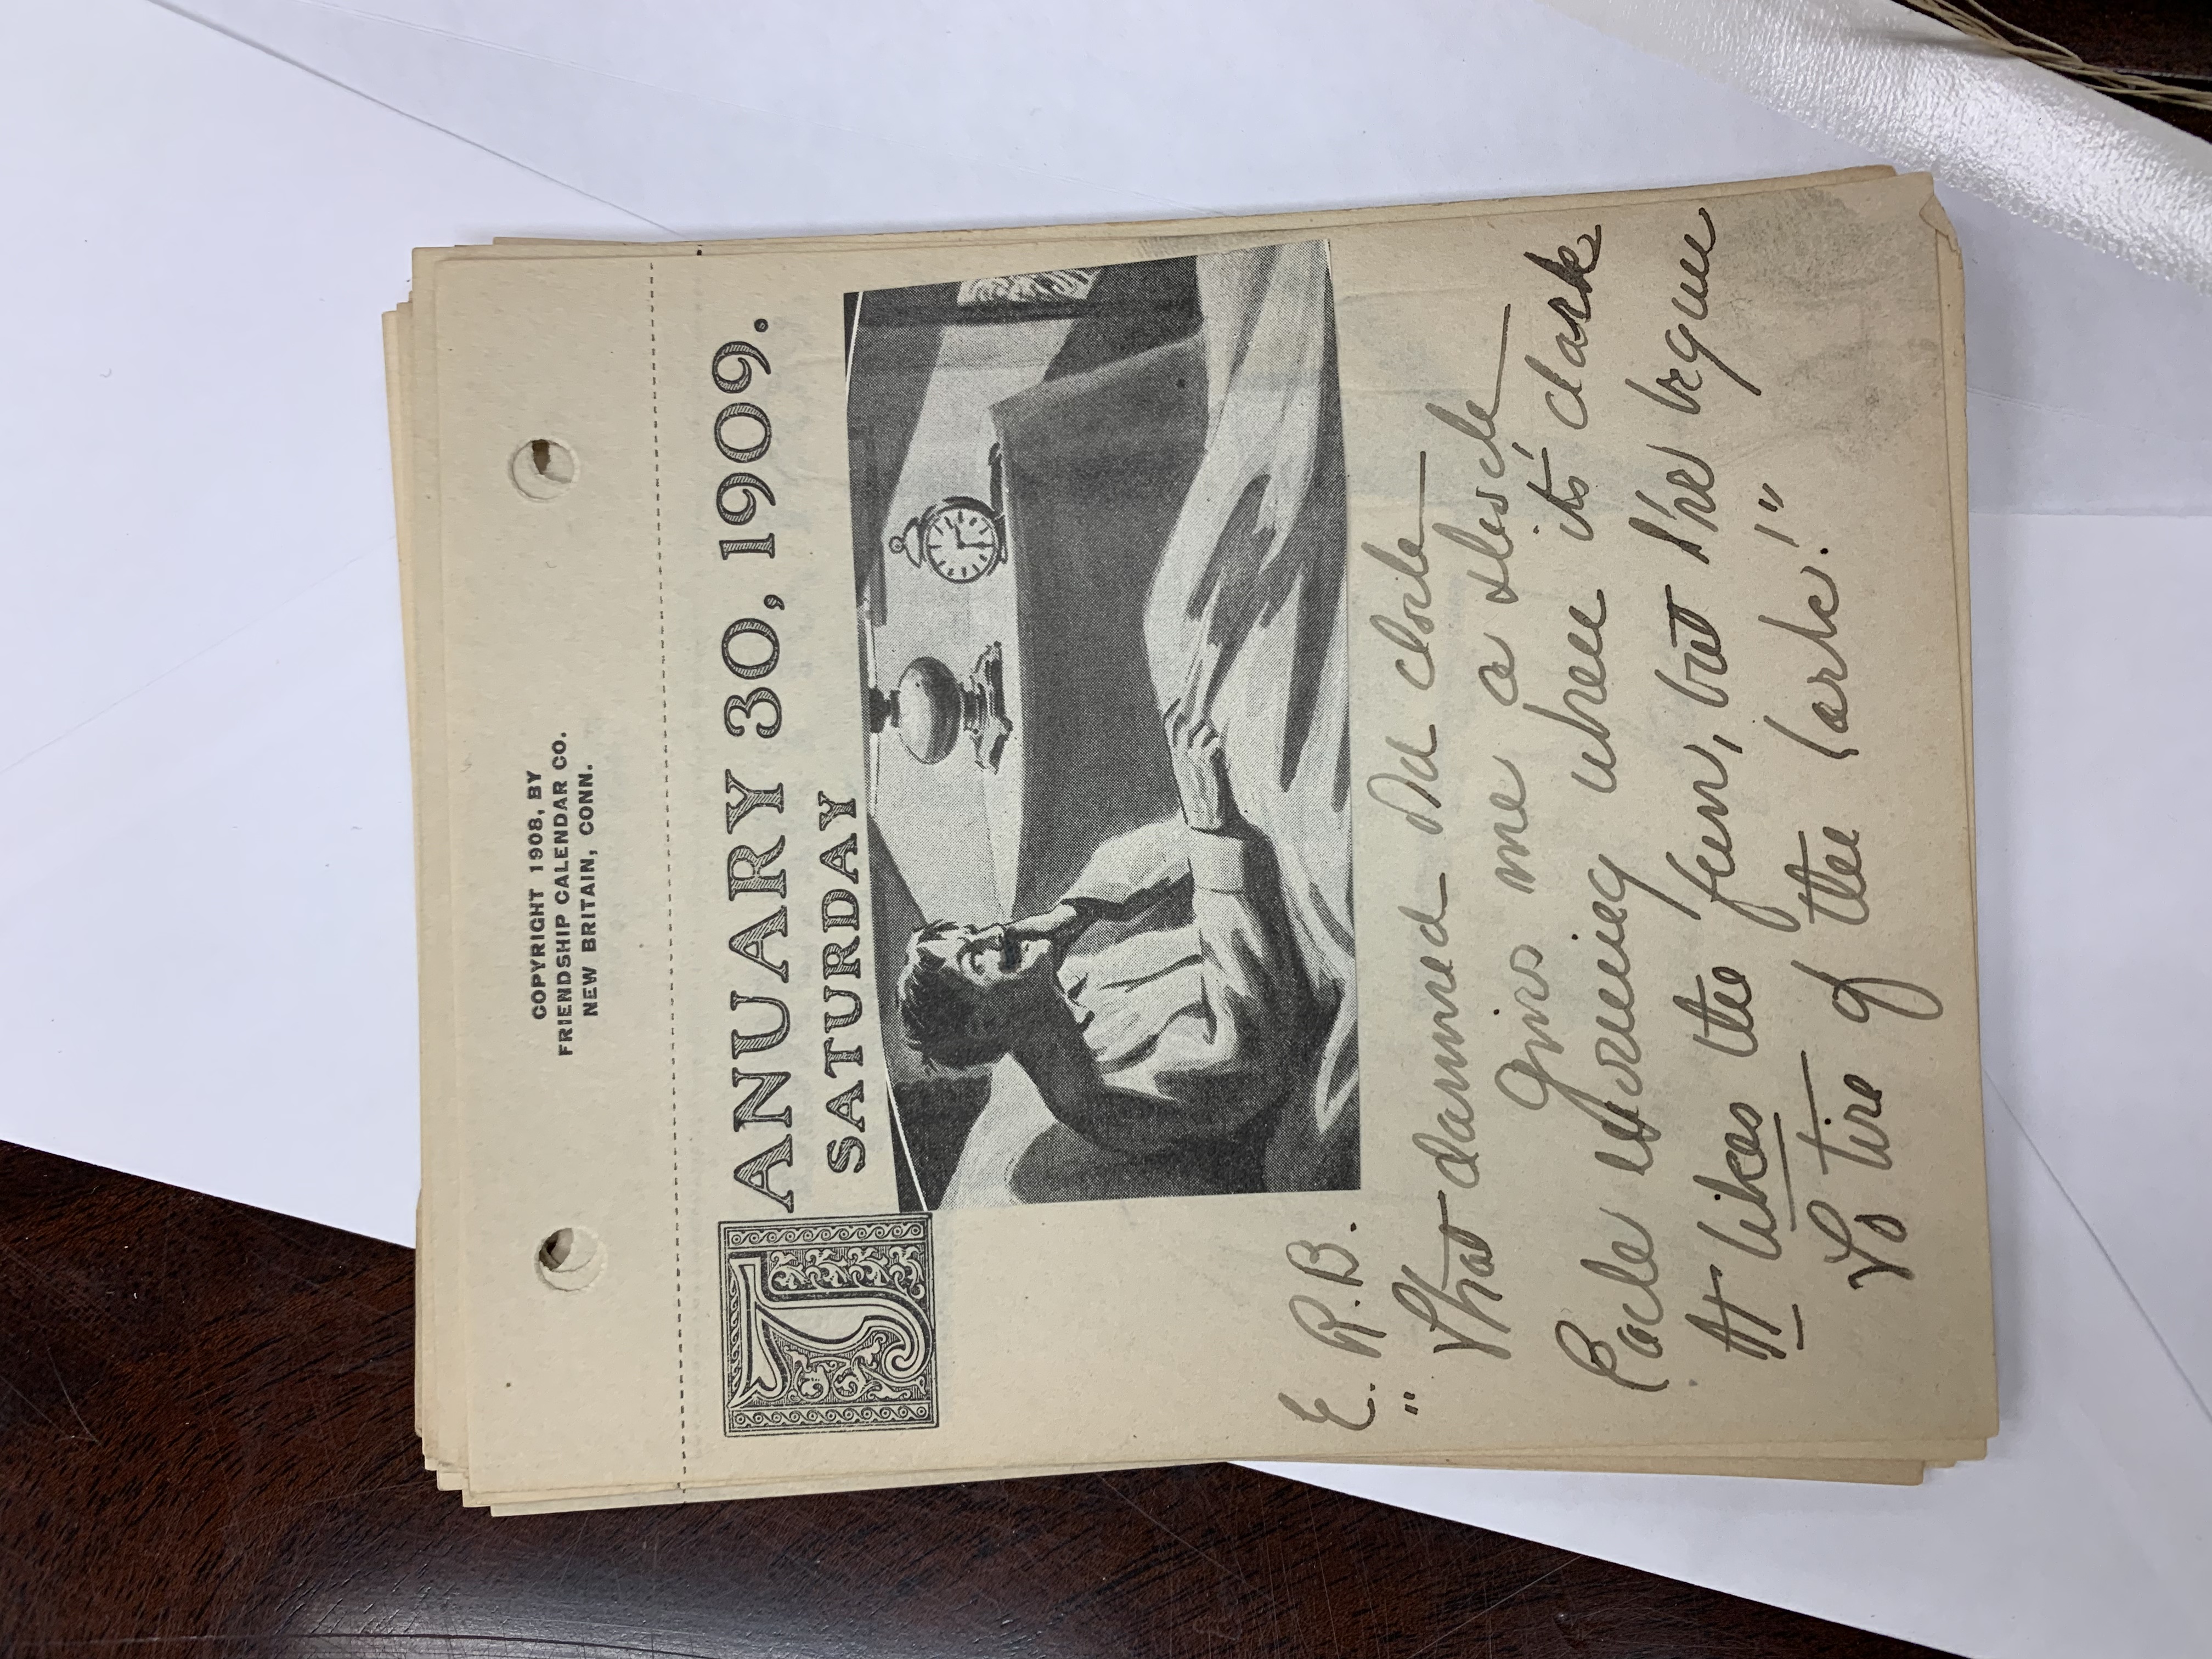 COPYRIGHT 1908, BY
FRIENDSHIP CALENDAR CO.
NEW BRITAIN, CONN.
JANUARY 30, 1909.
SATURDAY
E. R. B.
"That damned old clock
Gives me a shock
Each morning when it's dark
It likes the fun, but I've begun
To tire of the lark!"